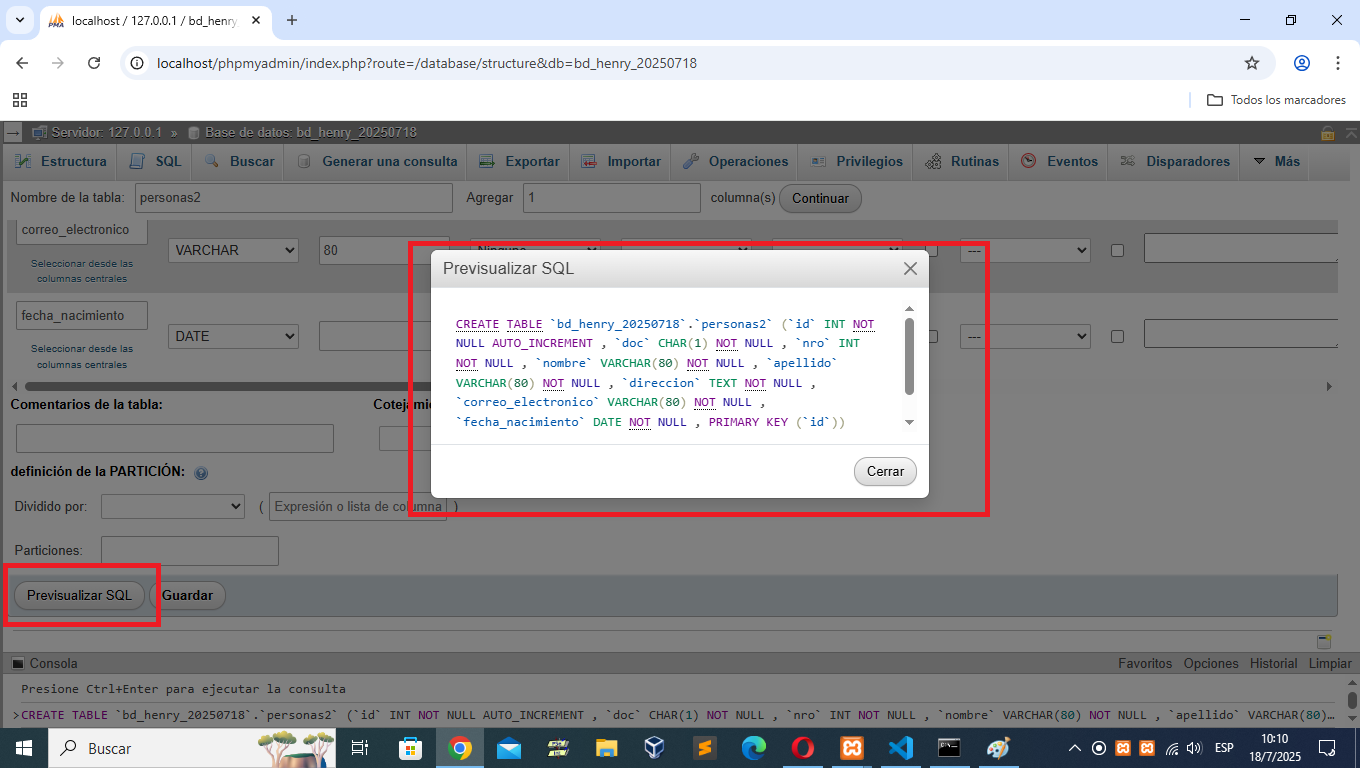 localhost / 127.0.0.1 / bd_henry
localhost/phpmyadmin/index.php?route=/database/structure&db=bd_henry_20250718
Todos los marcadores
Servidor: 127.0.0.1 » Base de datos: bd_henry_20250718
Estructura SQL Buscar Generar una consulta Exportar Importar Operaciones Privilegios Rutinas Eventos Disparadores Más
Nombre de la tabla: personas2 Agregar 1 columna(s) Continuar
correo_electronico
VARCHAR 80 ---
Seleccionar desde las
columnas centrales
fecha_nacimiento
DATE ---
Seleccionar desde las
columnas centrales
Previsualizar SQL
CREATE TABLE `bd_henry_20250718`.`personas2` (`id` INT NOT
NULL AUTO_INCREMENT , `doc` CHAR(1) NOT NULL , `nro` INT
NOT NULL , `nombre` VARCHAR(80) NOT NULL , `apellido`
VARCHAR(80) NOT NULL , `direccion` TEXT NOT NULL ,
`correo_electronico` VARCHAR(80) NOT NULL ,
`fecha_nacimiento` DATE NOT NULL , PRIMARY KEY (`id`))
Cerrar
Comentarios de la tabla:
definición de la PARTICIÓN:
Dividido por: ( Expresión o lista de columna )
Particiones:
Previsualizar SQL Guardar
Consola Favoritos Opciones Historial Limpiar
Presione Ctrl+Enter para ejecutar la consulta
>CREATE TABLE `bd_henry_20250718`.`personas2` (`id` INT NOT NULL AUTO_INCREMENT , `doc` CHAR(1) NOT NULL , `nro` INT NOT NULL , `nombre` VARCHAR(80) NOT NULL , `apellido` VARCHAR(80)…
Buscar
ESP
10:10
18/7/2025